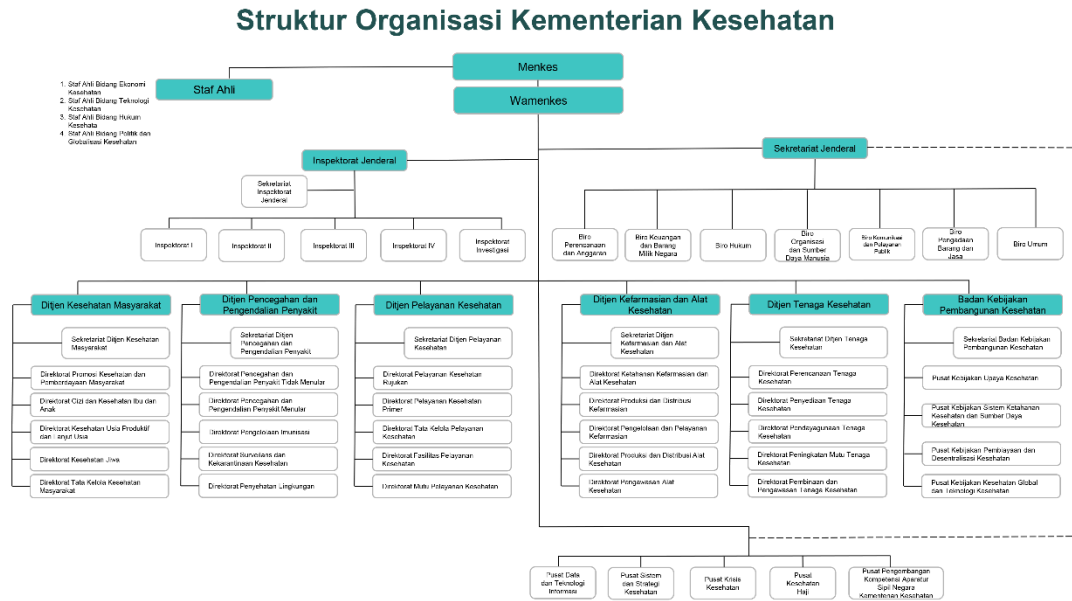 Struktur Organisasi Kementerian Kesehatan
Menkes
Staf Ahli
Wamenkes
1. Staf Ahli Bidang Ekonomi
Kesehatan
2. Staf Ahli Bidang Teknologi
Kesehatan
3. Staf Ahli Bidang Hukum
Kesehata
4. Staf Ahli Bidang Politik dan
Globalisasi Kesehatan
Inspektorat Jenderal
Sekretariat Jenderal
Sekretariat
Inspektorat
Jenderal
Inspektorat I
Inspektorat II
Inspektorat III
Inspektorat IV
Inspektorat
Investigasi
Biro
Perencanaan
dan Anggaran
Biro Keuangan
dan Barang
Milik Negara
Biro Hukum
Biro
Organisasi
dan Sumber
Daya Manusia
Biro Komunikasi
dan Pelayanan
Publik
Biro
Pengadaan
Barang dan
Jasa
Biro Umum
Ditjen Kesehatan Masyarakat
Sekretariat Ditjen Kesehatan
Masyarakat
Direktorat Promosi Kesehatan dan
Pemberdayaan Masyarakat
Direktorat Gizi dan Kesehatan Ibu dan
Anak
Direktorat Kesehatan Usia Produktif
dan Lanjut Usia
Direktorat Kesehatan Jiwa
Direktorat Tata Kelola Kesehatan
Masyarakat
Ditjen Pencegahan dan
Pengendalian Penyakit
Sekretariat Ditjen
Pencegahan dan
Pengendalian Penyakit
Direktorat Pencegahan dan
Pengendalian Penyakit Tidak Menular
Direktorat Pencegahan dan
Pengendalian Penyakit Menular
Direktorat Pengelolaan Imunisasi
Direktorat Surveilans dan
Kekarantinaan Kesehatan
Direktorat Penyehatan Lingkungan
Ditjen Pelayanan Kesehatan
Sekretariat Ditjen Pelayanan
Kesehatan
Direktorat Pelayanan Kesehatan
Rujukan
Direktorat Pelayanan Kesehatan
Primer
Direktorat Tata Kelola Pelayanan
Kesehatan
Direktorat Fasilitas Pelayanan
Kesehatan
Direktorat Mutu Pelayanan Kesehatan
Ditjen Kefarmasian dan Alat
Kesehatan
Sekretariat Ditjen
Kefarmasian dan Alat
Kesehatan
Direktorat Ketahanan Kefarmasian dan
Alat Kesehatan
Direktorat Produksi dan Distribusi
Kefarmasian
Direktorat Pengelolaan dan Pelayanan
Kefarmasian
Direktorat Produksi dan Distribusi Alat
Kesehatan
Direktorat Pengawasan Alat
Kesehatan
Ditjen Tenaga Kesehatan
Sekretariat Ditjen Tenaga
Kesehatan
Direktorat Perencanaan Tenaga
Kesehatan
Direktorat Penyediaan Tenaga
Kesehatan
Direktorat Pendayagunaan Tenaga
Kesehatan
Direktorat Peningkatan Mutu Tenaga
Kesehatan
Direktorat Pembinaan dan
Pengawasan Tenaga Kesehatan
Badan Kebijakan
Pembangunan Kesehatan
Sekretariat Badan Kebijakan
Pembangunan Kesehatan
Pusat Kebijakan Upaya Kesehatan
Pusat Kebijakan Sistem Ketahanan
Kesehatan dan Sumber Daya
Kesehatan
Pusat Kebijakan Pembiayaan dan
Desentralisasi Kesehatan
Pusat Kebijakan Kesehatan Global
dan Teknologi Kesehatan
Pusat Data
dan Teknologi
Informasi
Pusat Sistem
dan Strategi
Kesehatan
Pusat Krisis
Kesehatan
Pusat
Kesehatan
Haji
Pusat Pengembangan
Kompetensi Aparatur
Sipil Negara
Kementerian Kesehatan